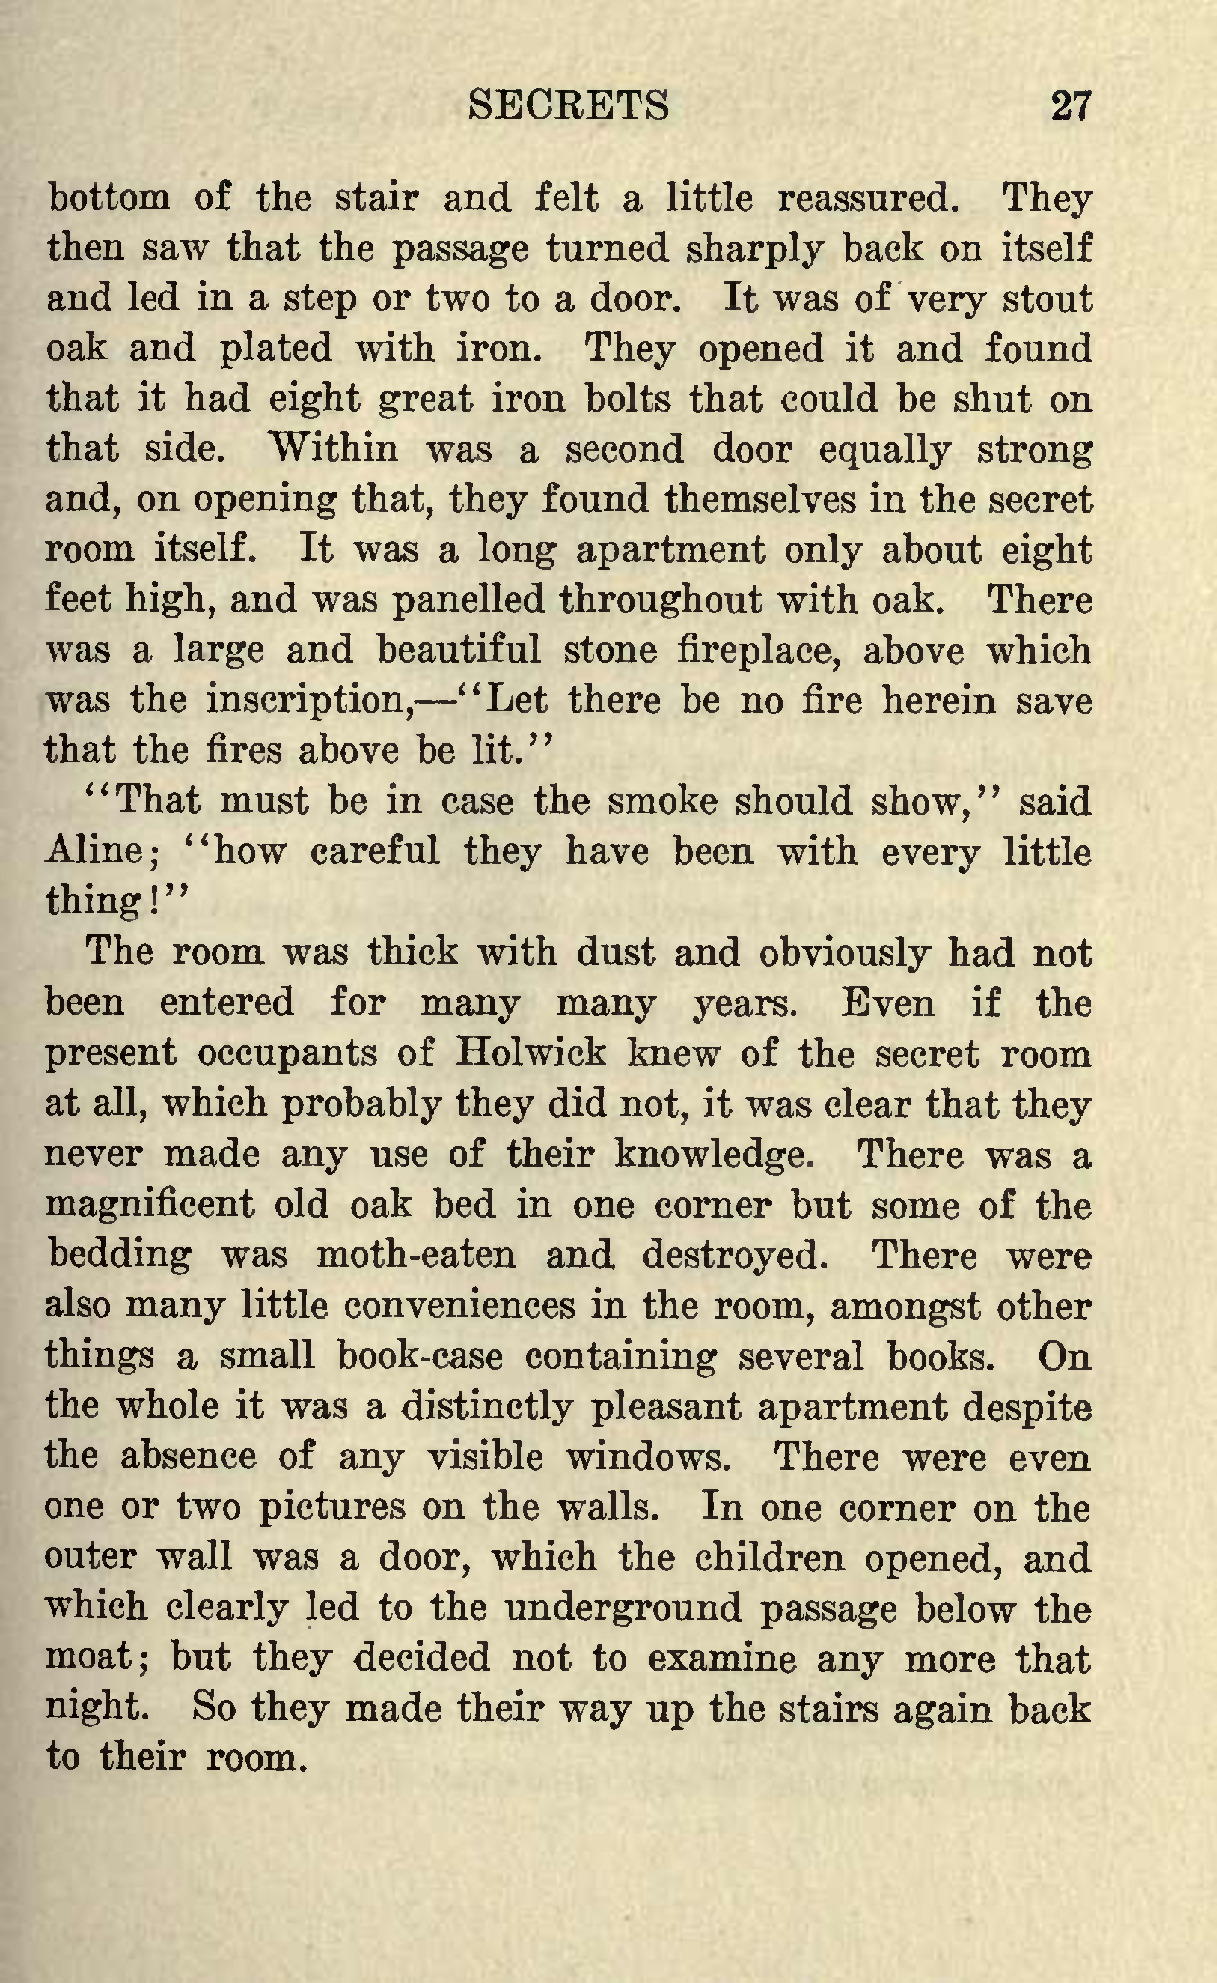 SECRETS 27
bottom of the stair and felt a little reassured. They
then saw that the passage turned sharply back on itself
and led in a step or two to a door. It was of very stout
oak and plated with iron. They opened it and found
that it had eight great iron bolts that could be shut on
that side. Within was a second door equally strong
and, on opening that, they found themselves in the secret
room itself. It was a long apartment only about eight
feet high, and was panelled throughout with oak. There
was a large and beautiful stone fireplace, above which
was the inscription,—"Let there be no fire herein save
that the fires above be lit."
"That must be in case the smoke should show," said
Aline; "how careful they have been with every little
thing!"
The room was thick with dust and obviously had not
been entered for many many years. Even if the
present occupants of Holwick knew of the secret room
at all, which probably they did not, it was clear that they
never made any use of their knowledge. There was a
magnificent old oak bed in one corner but some of the
bedding was moth-eaten and destroyed. There were
also many little conveniences in the room, amongst other
things a small book-case containing several books. On
the whole it was a distinctly pleasant apartment despite
the absence of any visible windows. There were even
one or two pictures on the walls. In one corner on the
outer wall was a door, which the children opened, and
which clearly led to the underground passage below the
moat; but they decided not to examine any more that
night. So they made their way up the stairs again back
to their room.